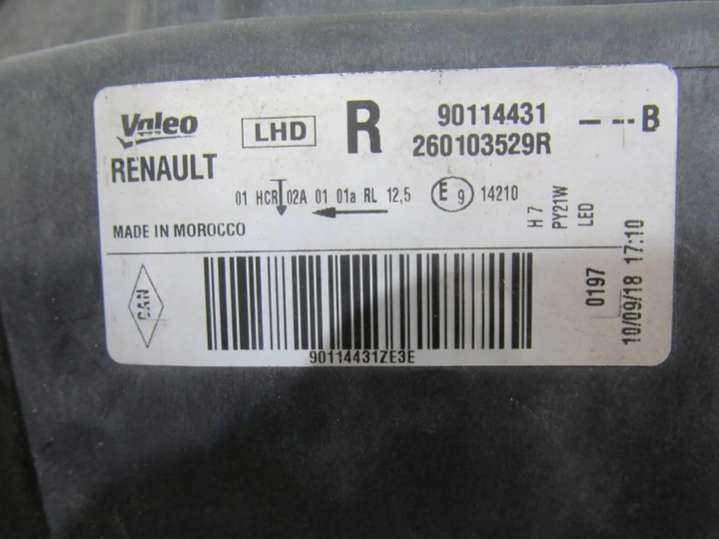 Valeo LHD R 90114431 - -- B
RENAULT 260103529R
01 HCR 02A 01 01a RL 12,5 E 9 14210
MADE IN MOROCCO
H7
PY21W
LED
CAN
90114431ZE3E
0197
10/09/18 17:10